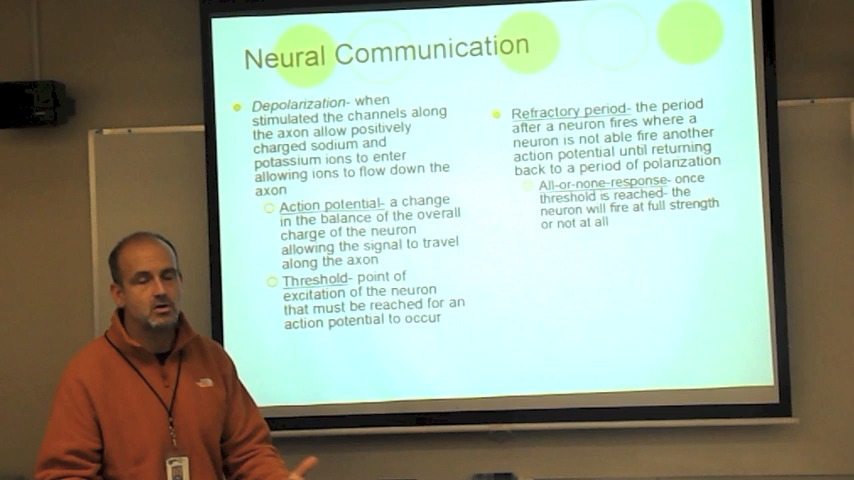 Neural Communication
Depolarization- when
stimulated the channels along
the axon allow positively
charged sodium and
potassium ions to enter
allowing ions to flow down the
axon
Action potential- a change
in the balance of the overall
charge of the neuron
allowing the signal to travel
along the axon
Threshold- point of
excitation of the neuron
that must be reached for an
action potential to occur
Refractory period- the period
after a neuron fires where a
neuron is not able fire another
action potential until returning
back to a period of polarization
All-or-none-response- once
threshold is reached- the
neuron will fire at full strength
or not at all